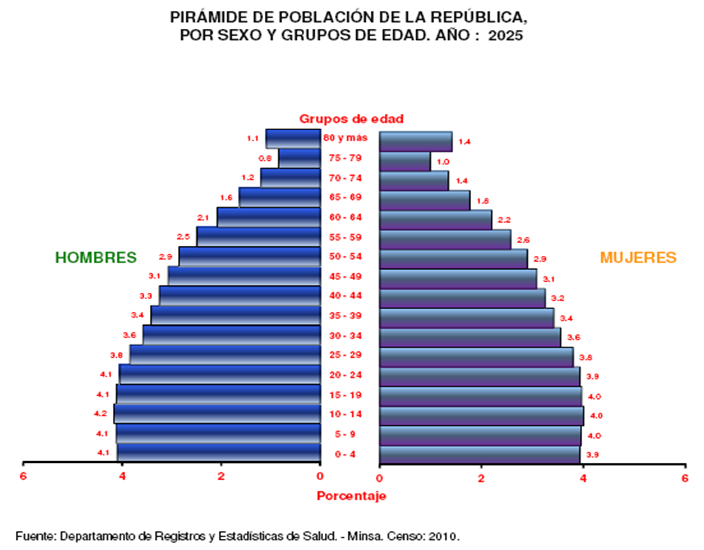 PIRÁMIDE DE POBLACIÓN DE LA REPÚBLICA,
POR SEXO Y GRUPOS DE EDAD. AÑO : 2025
Grupos de edad
1.1 80 y más 1.4
0.8 75 - 79 1.0
1.2 70 - 74 1.4
1.6 65 - 69 1.8
2.1 60 - 64 2.2
2.5 55 - 59 2.6
HOMBRES 2.9 50 - 54 2.9 MUJERES
3.1 45 - 49 3.1
3.3 40 - 44 3.2
3.4 35 - 39 3.4
3.6 30 - 34 3.6
3.8 25 - 29 3.8
4.1 20 - 24 3.9
4.1 15 - 19 4.0
4.2 10 - 14 4.0
4.1 5 - 9 4.0
4.1 0 - 4 3.9
6 4 2 0 0 2 4 6
Porcentaje
Fuente: Departamento de Registros y Estadísticas de Salud. - Minsa. Censo: 2010.